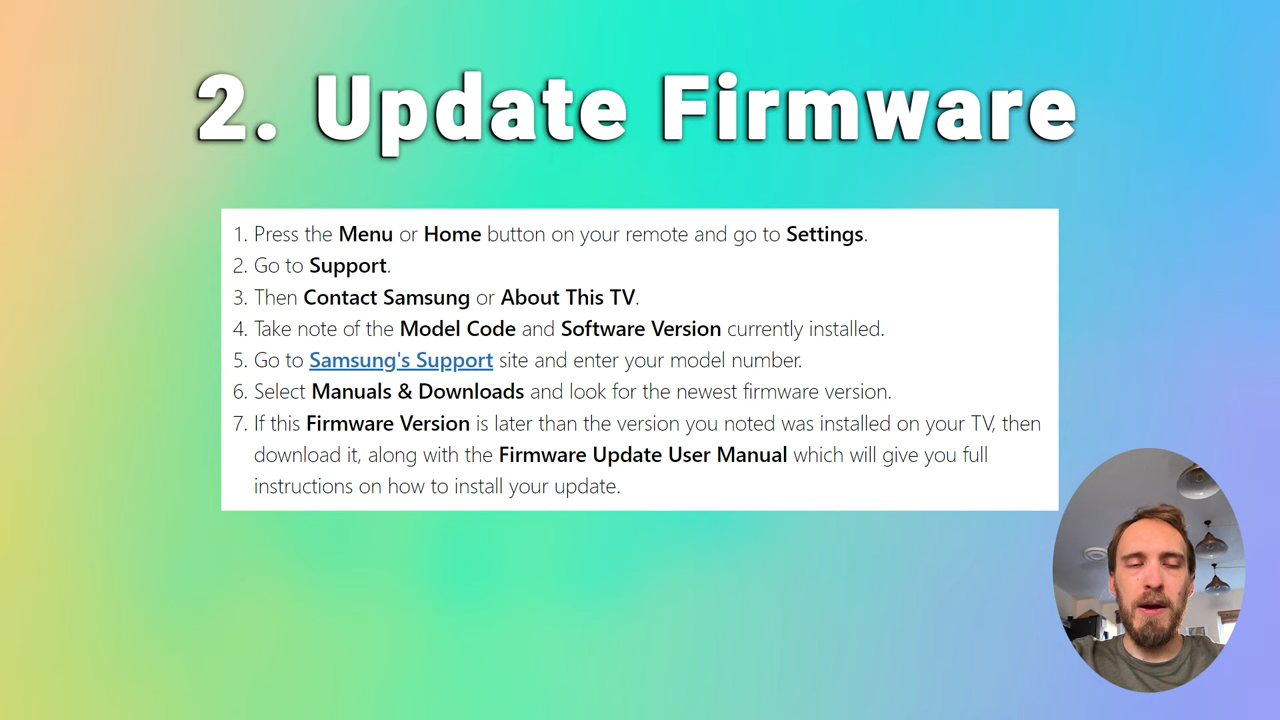 2. Update Firmware
1. Press the Menu or Home button on your remote and go to Settings.
2. Go to Support.
3. Then Contact Samsung or About This TV.
4. Take note of the Model Code and Software Version currently installed.
5. Go to Samsung's Support site and enter your model number.
6. Select Manuals & Downloads and look for the newest firmware version.
7. If this Firmware Version is later than the version you noted was installed on your TV, then
download it, along with the Firmware Update User Manual which will give you full
instructions on how to install your update.